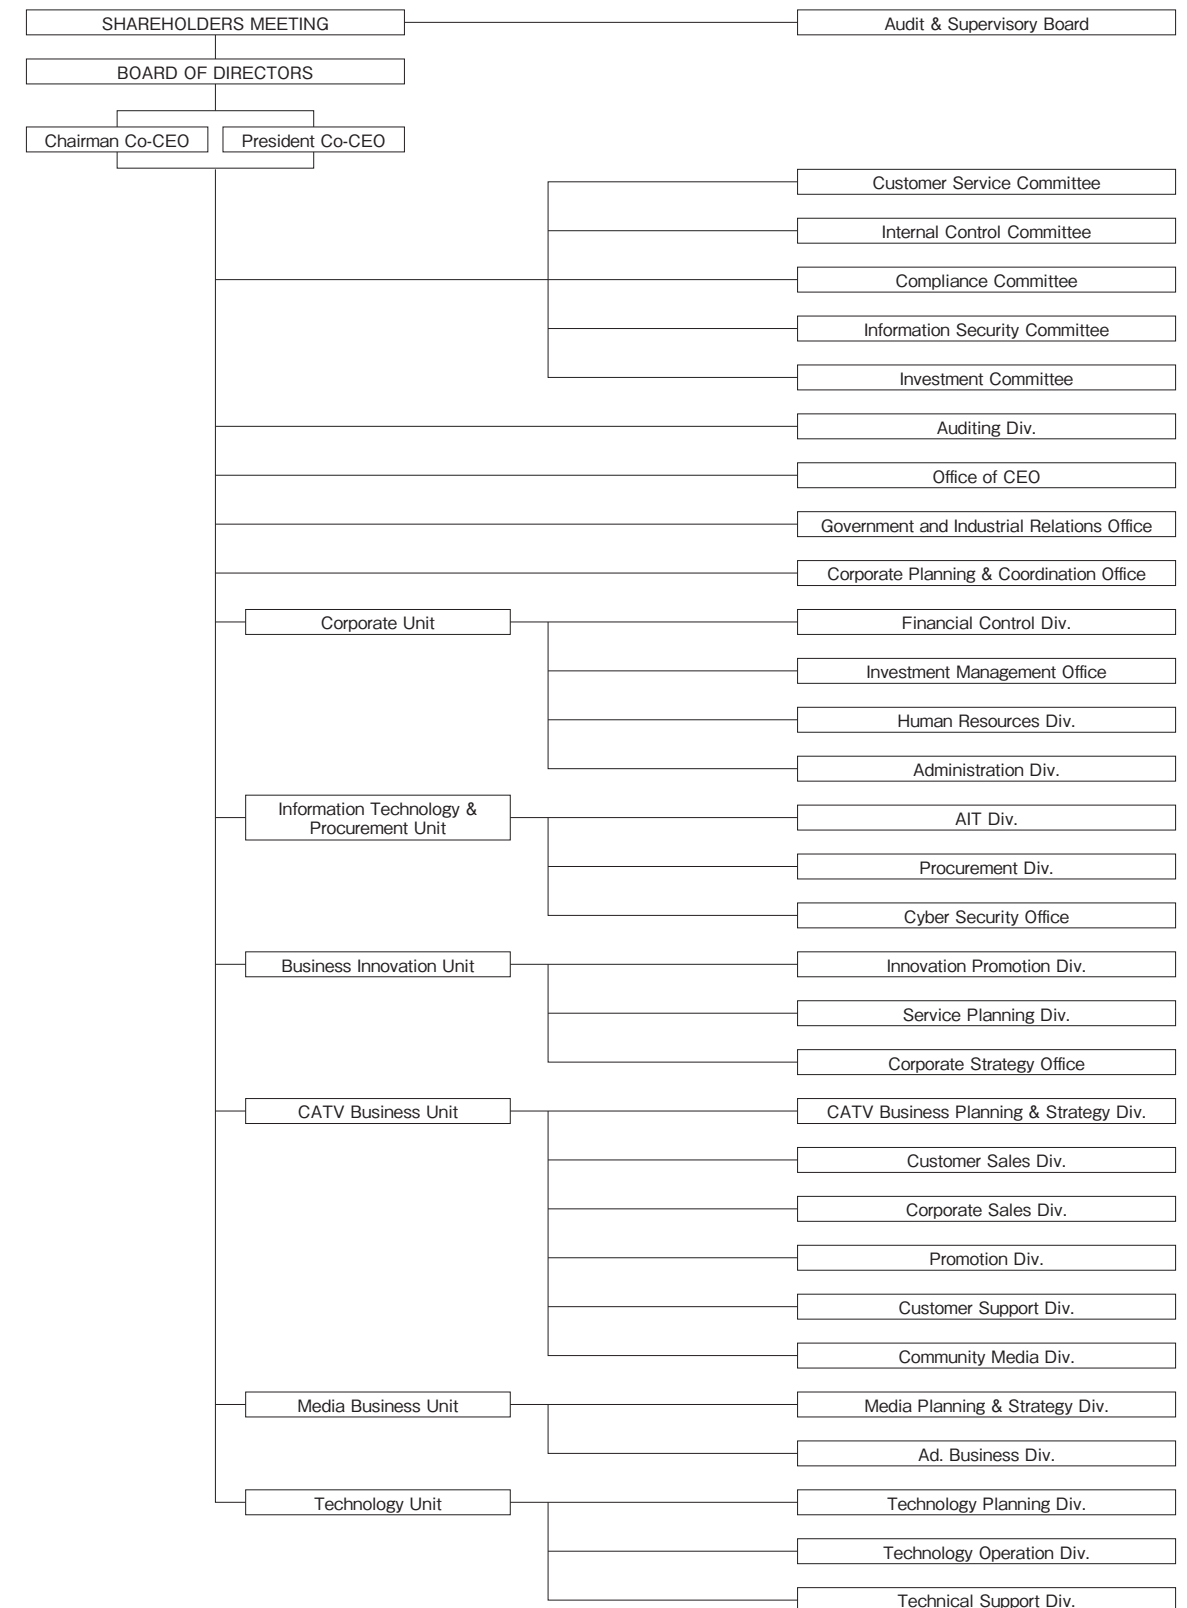 SHAREHOLDERS MEETING
Audit & Supervisory Board
BOARD OF DIRECTORS
Chairman Co-CEO
President Co-CEO
Customer Service Committee
Internal Control Committee
Compliance Committee
Information Security Committee
Investment Committee
Auditing Div.
Office of CEO
Government and Industrial Relations Office
Corporate Planning & Coordination Office
Corporate Unit
Financial Control Div.
Investment Management Office
Human Resources Div.
Administration Div.
Information Technology &
Procurement Unit
AIT Div.
Procurement Div.
Cyber Security Office
Business Innovation Unit
Innovation Promotion Div.
Service Planning Div.
Corporate Strategy Office
CATV Business Unit
CATV Business Planning & Strategy Div.
Customer Sales Div.
Corporate Sales Div.
Promotion Div.
Customer Support Div.
Community Media Div.
Media Business Unit
Media Planning & Strategy Div.
Ad. Business Div.
Technology Unit
Technology Planning Div.
Technology Operation Div.
Technical Support Div.